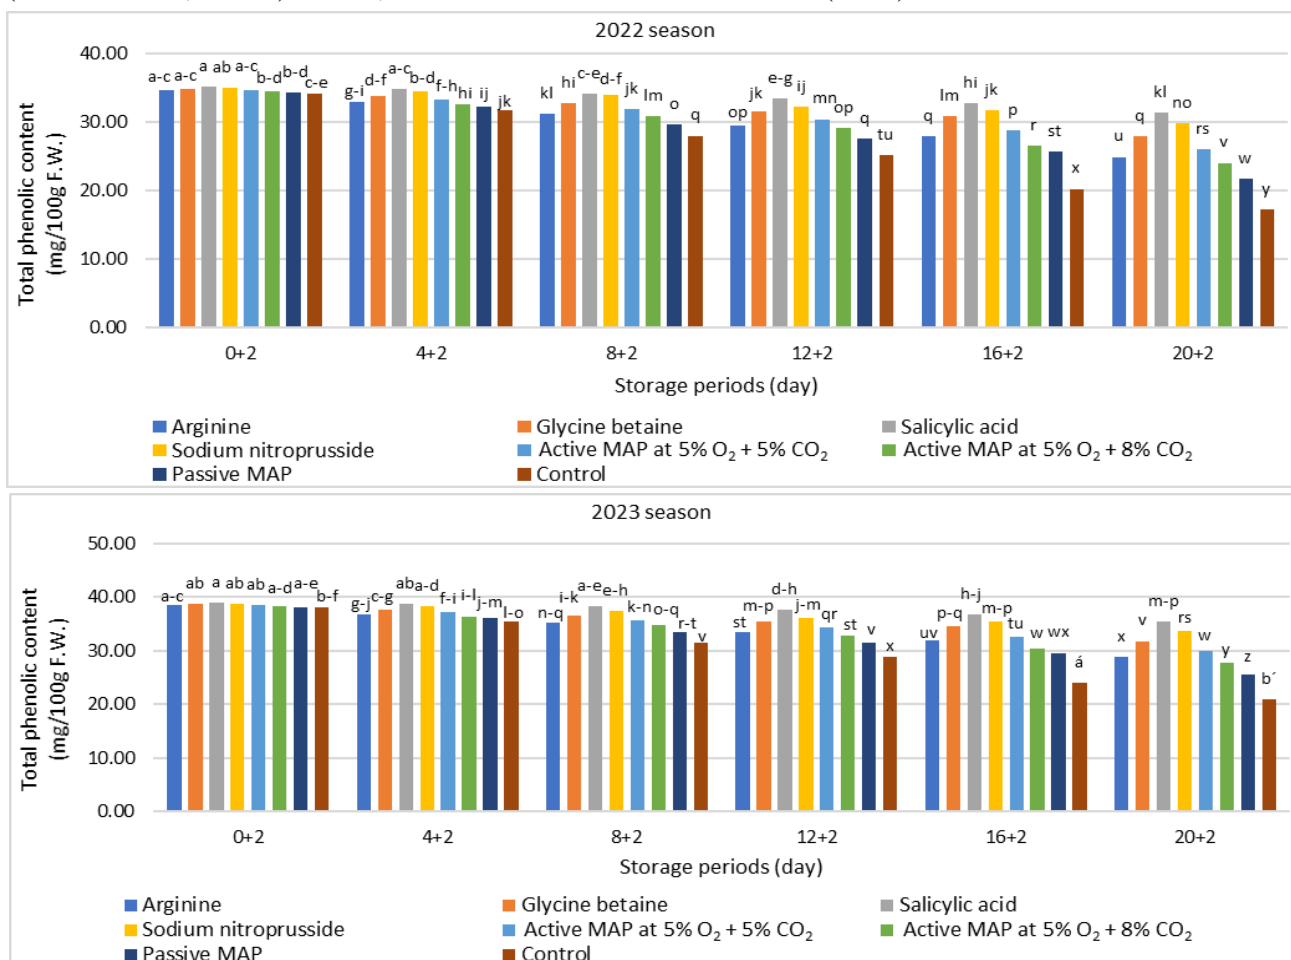 2022 season
40.00
30.00
20.00
10.00
0.00
Total phenolic content
(mg/100g F.W.)
a-c a-c a ab a-c b-d b-d c-e
g-i d-f a-c b-d f-h hi ij jk
kl hi c-e d-f jk lm o q
op jk e-g ij mn op q tu
q lm hi jk p r st x
u q kl no rs v w y
0+2 4+2 8+2 12+2 16+2 20+2
Storage periods (day)
Arginine Glycine betaine Salicylic acid
Sodium nitroprusside Active MAP at 5% O₂ + 5% CO₂ Active MAP at 5% O₂ + 8% CO₂
Passive MAP Control
2023 season
50.00
40.00
30.00
20.00
10.00
0.00
Total phenolic content
(mg/100g F.W.)
a-c ab a ab ab a-d a-e b-f
g-j c-g ab a-d f-i i-l j-m l-o
n-q i-k a-e e-h k-n o-q r-t v
st m-p d-h j-m qr st v x
uv p-q h-j m-p tu w wx á
x v m-p rs w y z b´
0+2 4+2 8+2 12+2 16+2 20+2
Storage periods (day)
Arginine Glycine betaine Salicylic acid
Sodium nitroprusside Active MAP at 5% O₂ + 5% CO₂ Active MAP at 5% O₂ + 8% CO₂
Passive MAP Control